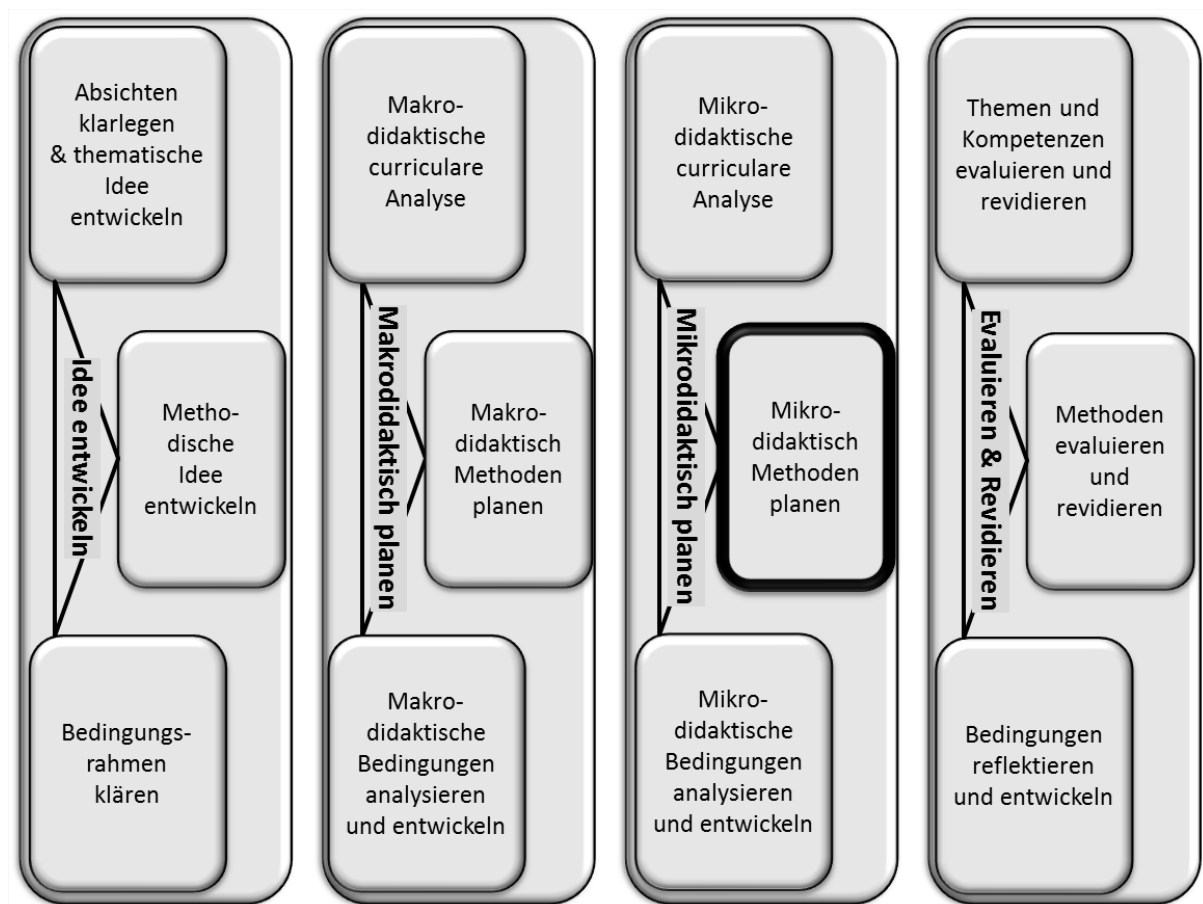 Absichten
klarlegen
& thematische
Idee
entwickeln
Idee entwickeln
Metho-
dische
Idee
entwickeln
Bedingungs-
rahmen
klären
Makro-
didaktische
curriculare
Analyse
Makrodidaktisch planen
Makro-
didaktisch
Methoden
planen
Makro-
didaktische
Bedingungen
analysieren
und entwickeln
Mikro-
didaktische
curriculare
Analyse
Mikrodidaktisch planen
Mikro-
didaktisch
Methoden
planen
Mikro-
didaktische
Bedingungen
analysieren
und entwickeln
Themen und
Kompetenzen
evaluieren und
revidieren
Evaluieren & Revidieren
Methoden
evaluieren
und
revidieren
Bedingungen
reflektieren
und entwickeln